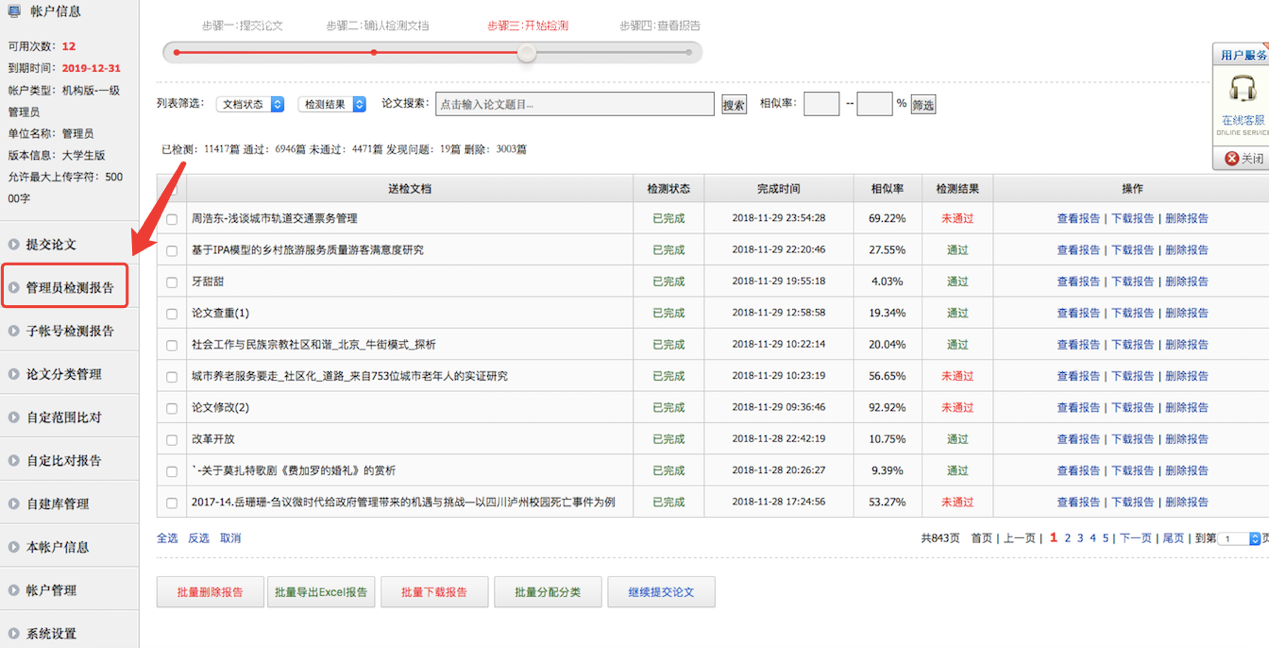 帐户信息
可用次数：12
到期时间：2019-12-31
帐户类型：机构版-一级
管理员
单位名称：管理员
版本信息：大学生版
允许最大上传字符：500
00字
提交论文
管理员检测报告
子帐号检测报告
论文分类管理
自定范围比对
自定比对报告
自建库管理
本帐户信息
帐户管理
系统设置
步骤一：提交论文 步骤二：确认检测文档 步骤三：开始检测 步骤四：查看报告
列表筛选： 文档状态 检测结果 论文搜索： 点击输入论文题目... 搜索 相似率： -- % 筛选
已检测：11417篇 通过：6946篇 未通过：4471篇 发现问题：19篇 删除：3003篇
送检文档 检测状态 完成时间 相似率 检测结果 操作
周浩东-浅谈城市轨道交通票务管理 已完成 2018-11-29 23:54:28 69.22% 未通过 查看报告 | 下载报告 | 删除报告
基于IPA模型的乡村旅游服务质量游客满意度研究 已完成 2018-11-29 22:20:46 27.55% 通过 查看报告 | 下载报告 | 删除报告
牙甜甜 已完成 2018-11-29 19:55:18 4.03% 通过 查看报告 | 下载报告 | 删除报告
论文查重(1) 已完成 2018-11-29 12:58:58 19.34% 通过 查看报告 | 下载报告 | 删除报告
社会工作与民族宗教社区和谐_北京_牛街模式_探析 已完成 2018-11-29 10:22:14 20.04% 通过 查看报告 | 下载报告 | 删除报告
城市养老服务要走_社区化_道路_来自753位城市老年人的实证研究 已完成 2018-11-29 10:23:19 56.65% 未通过 查看报告 | 下载报告 | 删除报告
论文修改(2) 已完成 2018-11-29 09:36:46 92.92% 未通过 查看报告 | 下载报告 | 删除报告
改革开放 已完成 2018-11-28 22:42:19 10.75% 通过 查看报告 | 下载报告 | 删除报告
`-关于莫扎特歌剧《费加罗的婚礼》的赏析 已完成 2018-11-28 20:26:27 9.39% 通过 查看报告 | 下载报告 | 删除报告
2017-14.岳珊珊-刍议微时代给政府管理带来的机遇与挑战—以四川泸州校园死亡事件为例 已完成 2018-11-28 17:24:56 53.27% 未通过 查看报告 | 下载报告 | 删除报告
全选 反选 取消
共843页 首页 | 上一页 | 1 2 3 4 5 | 下一页 | 尾页 | 到第 1 页
批量删除报告 批量导出Excel报告 批量下载报告 批量分配分类 继续提交论文
用户服务
在线客服
ONLINE SERVICE
关闭